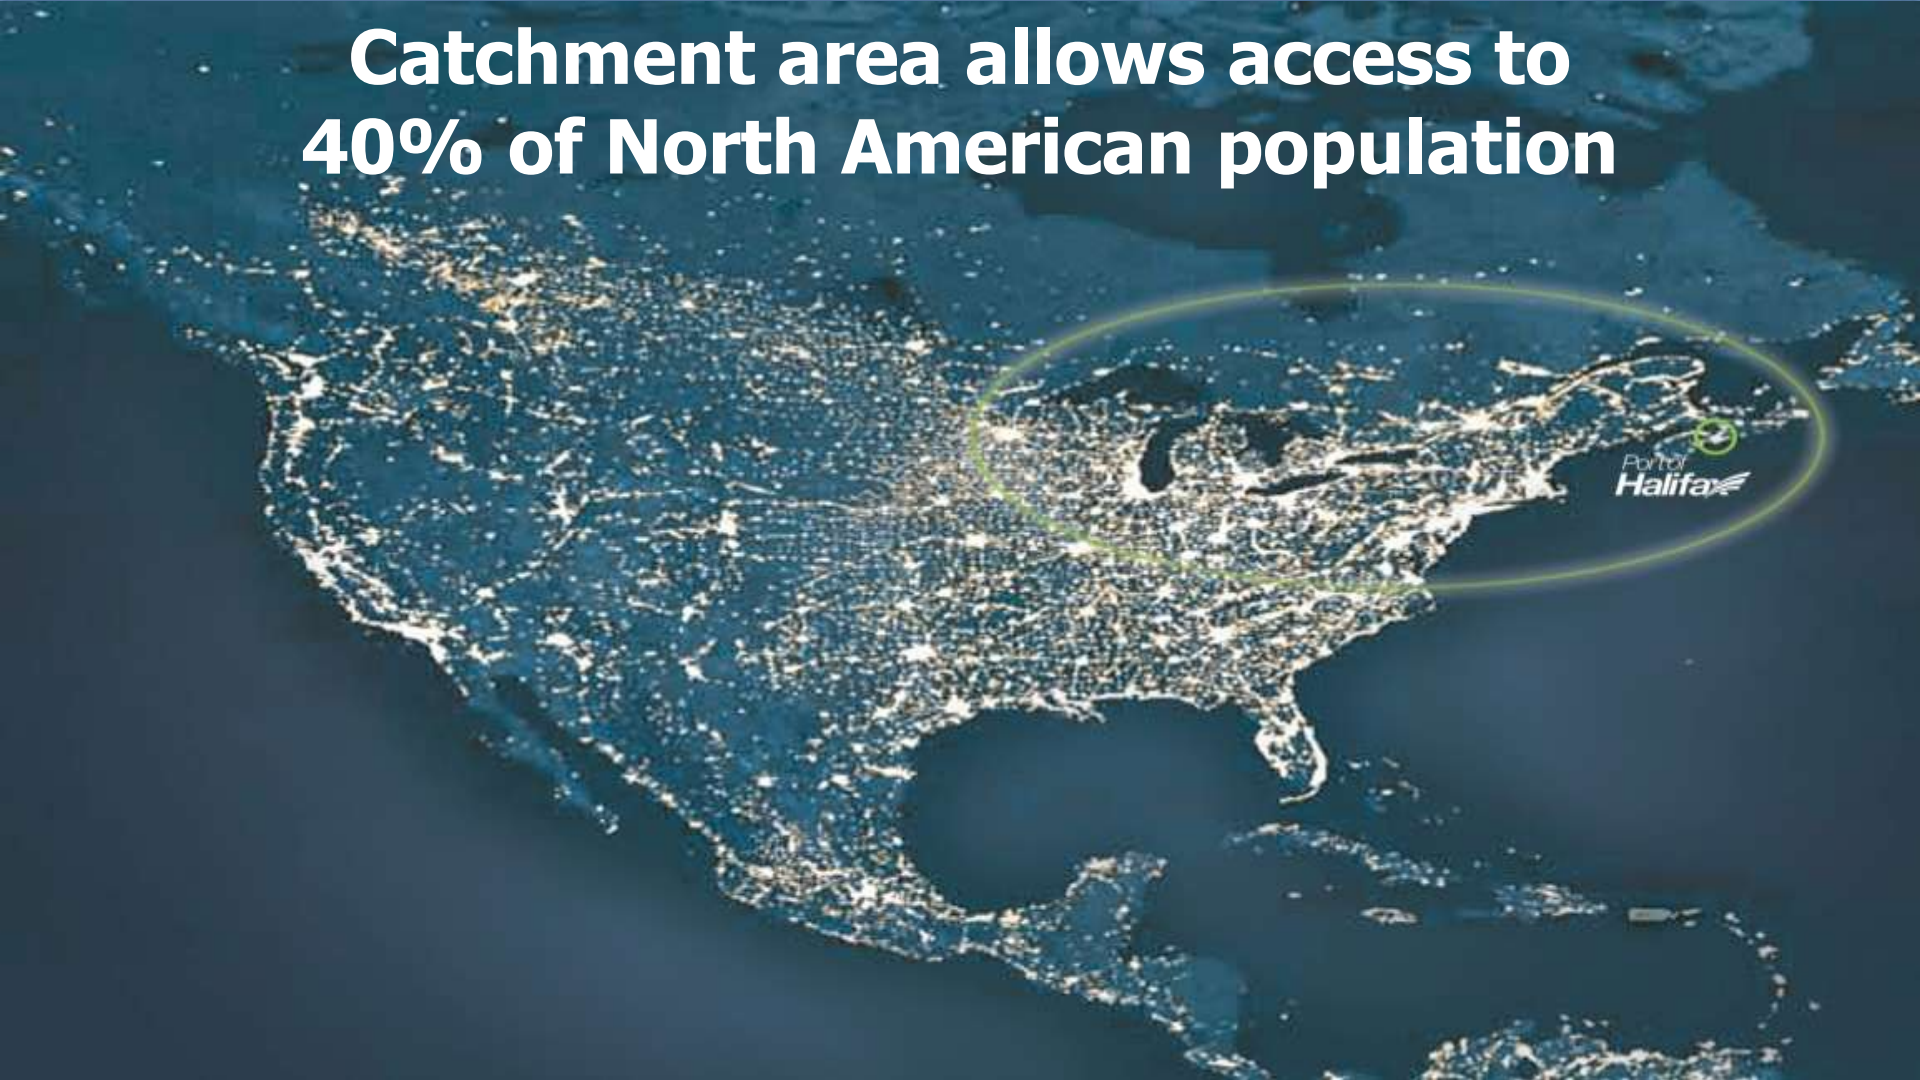 Catchment area allows access to
40% of North American population
Port of
Halifax